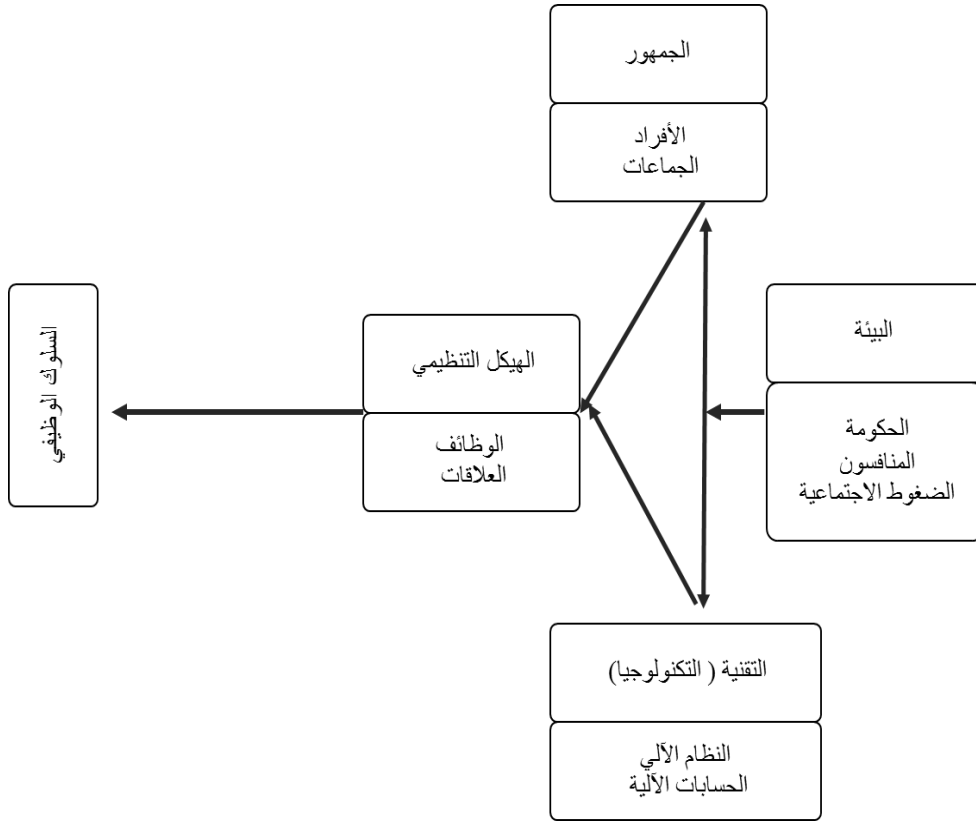 الجمهور
الأفراد
الجماعات
البيئة
الحكومة
المنافسون
الضغوط الاجتماعية
الهيكل التنظيمي
الوظائف
العلاقات
السلوك الوظيفي
التقنية ( التكنولوجيا)
النظام الآلي
الحسابات الآلية